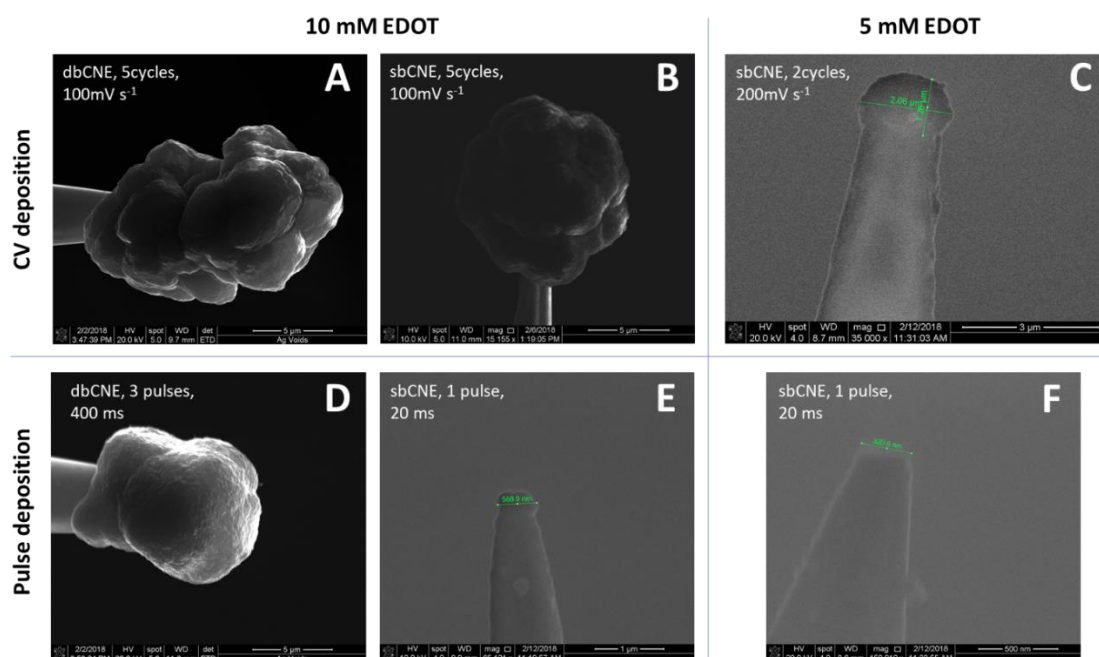 10 mM EDOT
5 mM EDOT
CV deposition
Pulse deposition
dbCNE, 5cycles,
100mV s⁻¹
A
2/2/2018 HV spot WD det
3:47:39 PM 20.0 kV 5.0 9.7 mm ETD
5 µm
Ag Voids
sbCNE, 5cycles,
100mV s⁻¹
B
HV spot WD mag □ 2/6/2018
10.0 kV 5.0 11.0 mm 15 155 x 1:19:05 PM
5 µm
sbCNE, 2cycles,
200mV s⁻¹
C
2.06 µm
HV spot WD mag □ 2/12/2018
20.0 kV 4.0 8.7 mm 35 000 x 11:31:03 AM
3 µm
dbCNE, 3 pulses,
400 ms
D
2/2/2018 HV spot WD det
5 µm
sbCNE, 1 pulse,
20 ms
E
HV spot WD mag □ 2/12/2018
1 µm
sbCNE, 1 pulse,
20 ms
F
HV spot WD mag □ 2/12/2018
500 nm